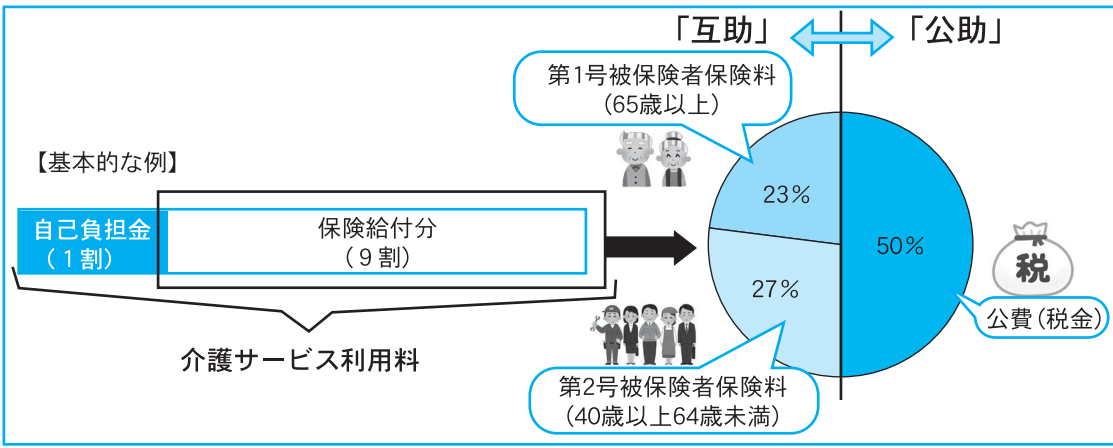 「互助」
「公助」
第1号被保険者保険料
(65歳以上)
【基本的な例】
自己負担金
(1割)
保険給付分
(9割)
介護サービス利用料
23%
27%
50%
税
公費(税金)
第2号被保険者保険料
(40歳以上64歳未満)